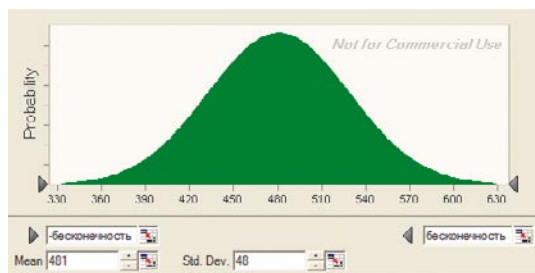 Not for Commercial Use
Probability
330 360 390 420 450 480 510 540 570 600 630
-бесконечность бесконечность
Mean 481 Std. Dev. 48